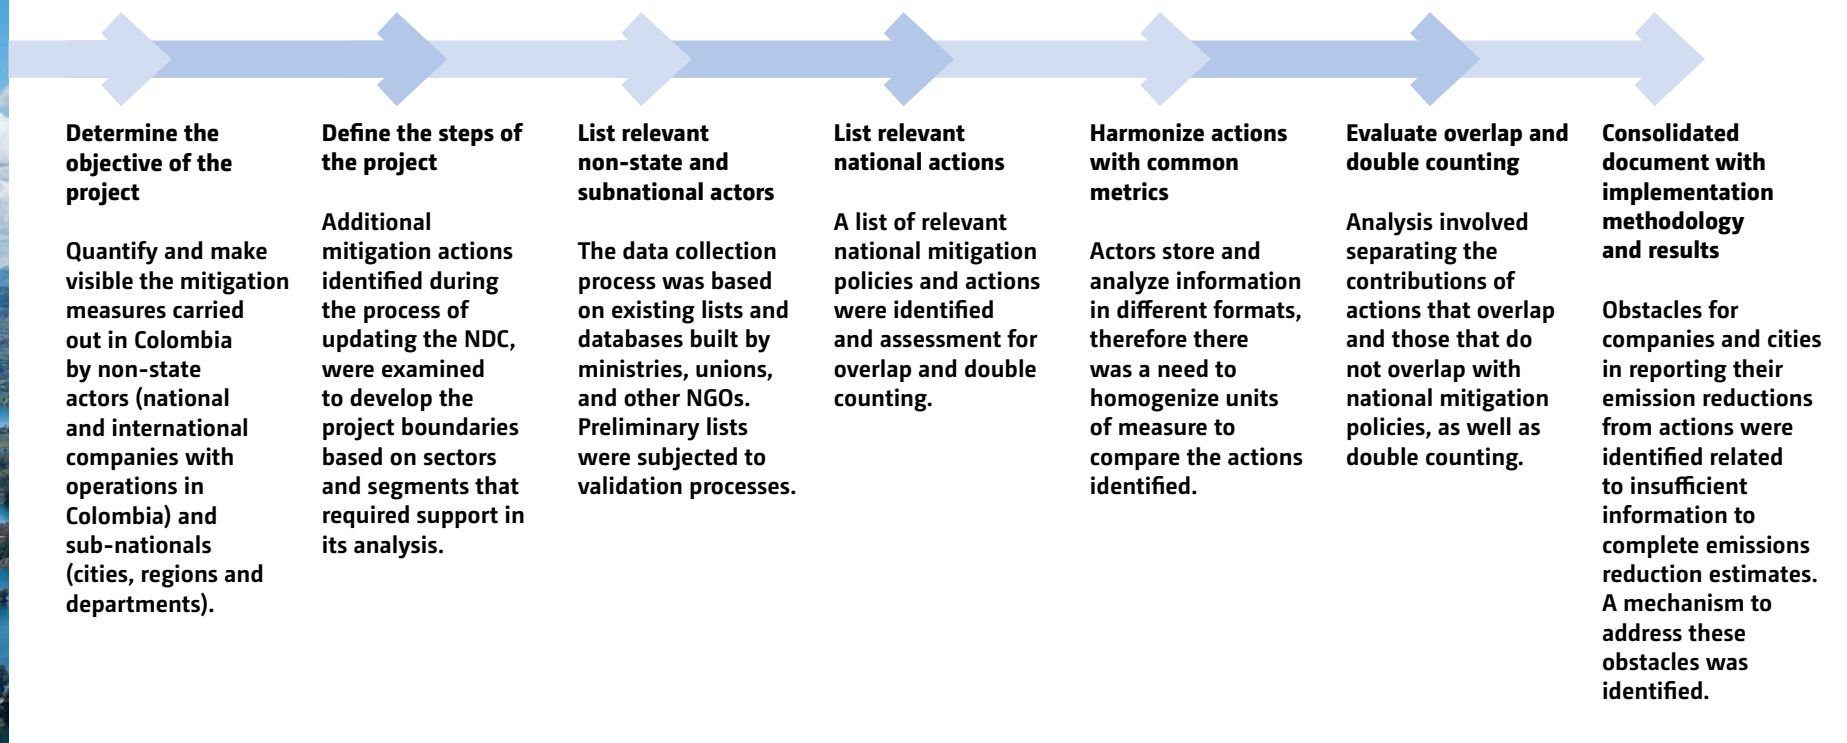 Determine the
objective of the
project
Quantify and make
visible the mitigation
measures carried
out in Colombia
by non-state
actors (national
and international
companies with
operations in
Colombia) and
sub-nationals
(cities, regions and
departments).
Define the steps of
the project
Additional
mitigation actions
identified during
the process of
updating the NDC,
were examined
to develop the
project boundaries
based on sectors
and segments that
required support in
its analysis.
List relevant
non-state and
subnational actors
The data collection
process was based
on existing lists and
databases built by
ministries, unions,
and other NGOs.
Preliminary lists
were subjected to
validation processes.
List relevant
national actions
A list of relevant
national mitigation
policies and actions
were identified
and assessment for
overlap and double
counting.
Harmonize actions
with common
metrics
Actors store and
analyze information
in different formats,
therefore there
was a need to
homogenize units
of measure to
compare the actions
identified.
Evaluate overlap and
double counting
Analysis involved
separating the
contributions of
actions that overlap
and those that do
not overlap with
national mitigation
policies, as well as
double counting.
Consolidated
document with
implementation
methodology
and results
Obstacles for
companies and cities
in reporting their
emission reductions
from actions were
identified related
to insufficient
information to
complete emissions
reduction estimates.
A mechanism to
address these
obstacles was
identified.